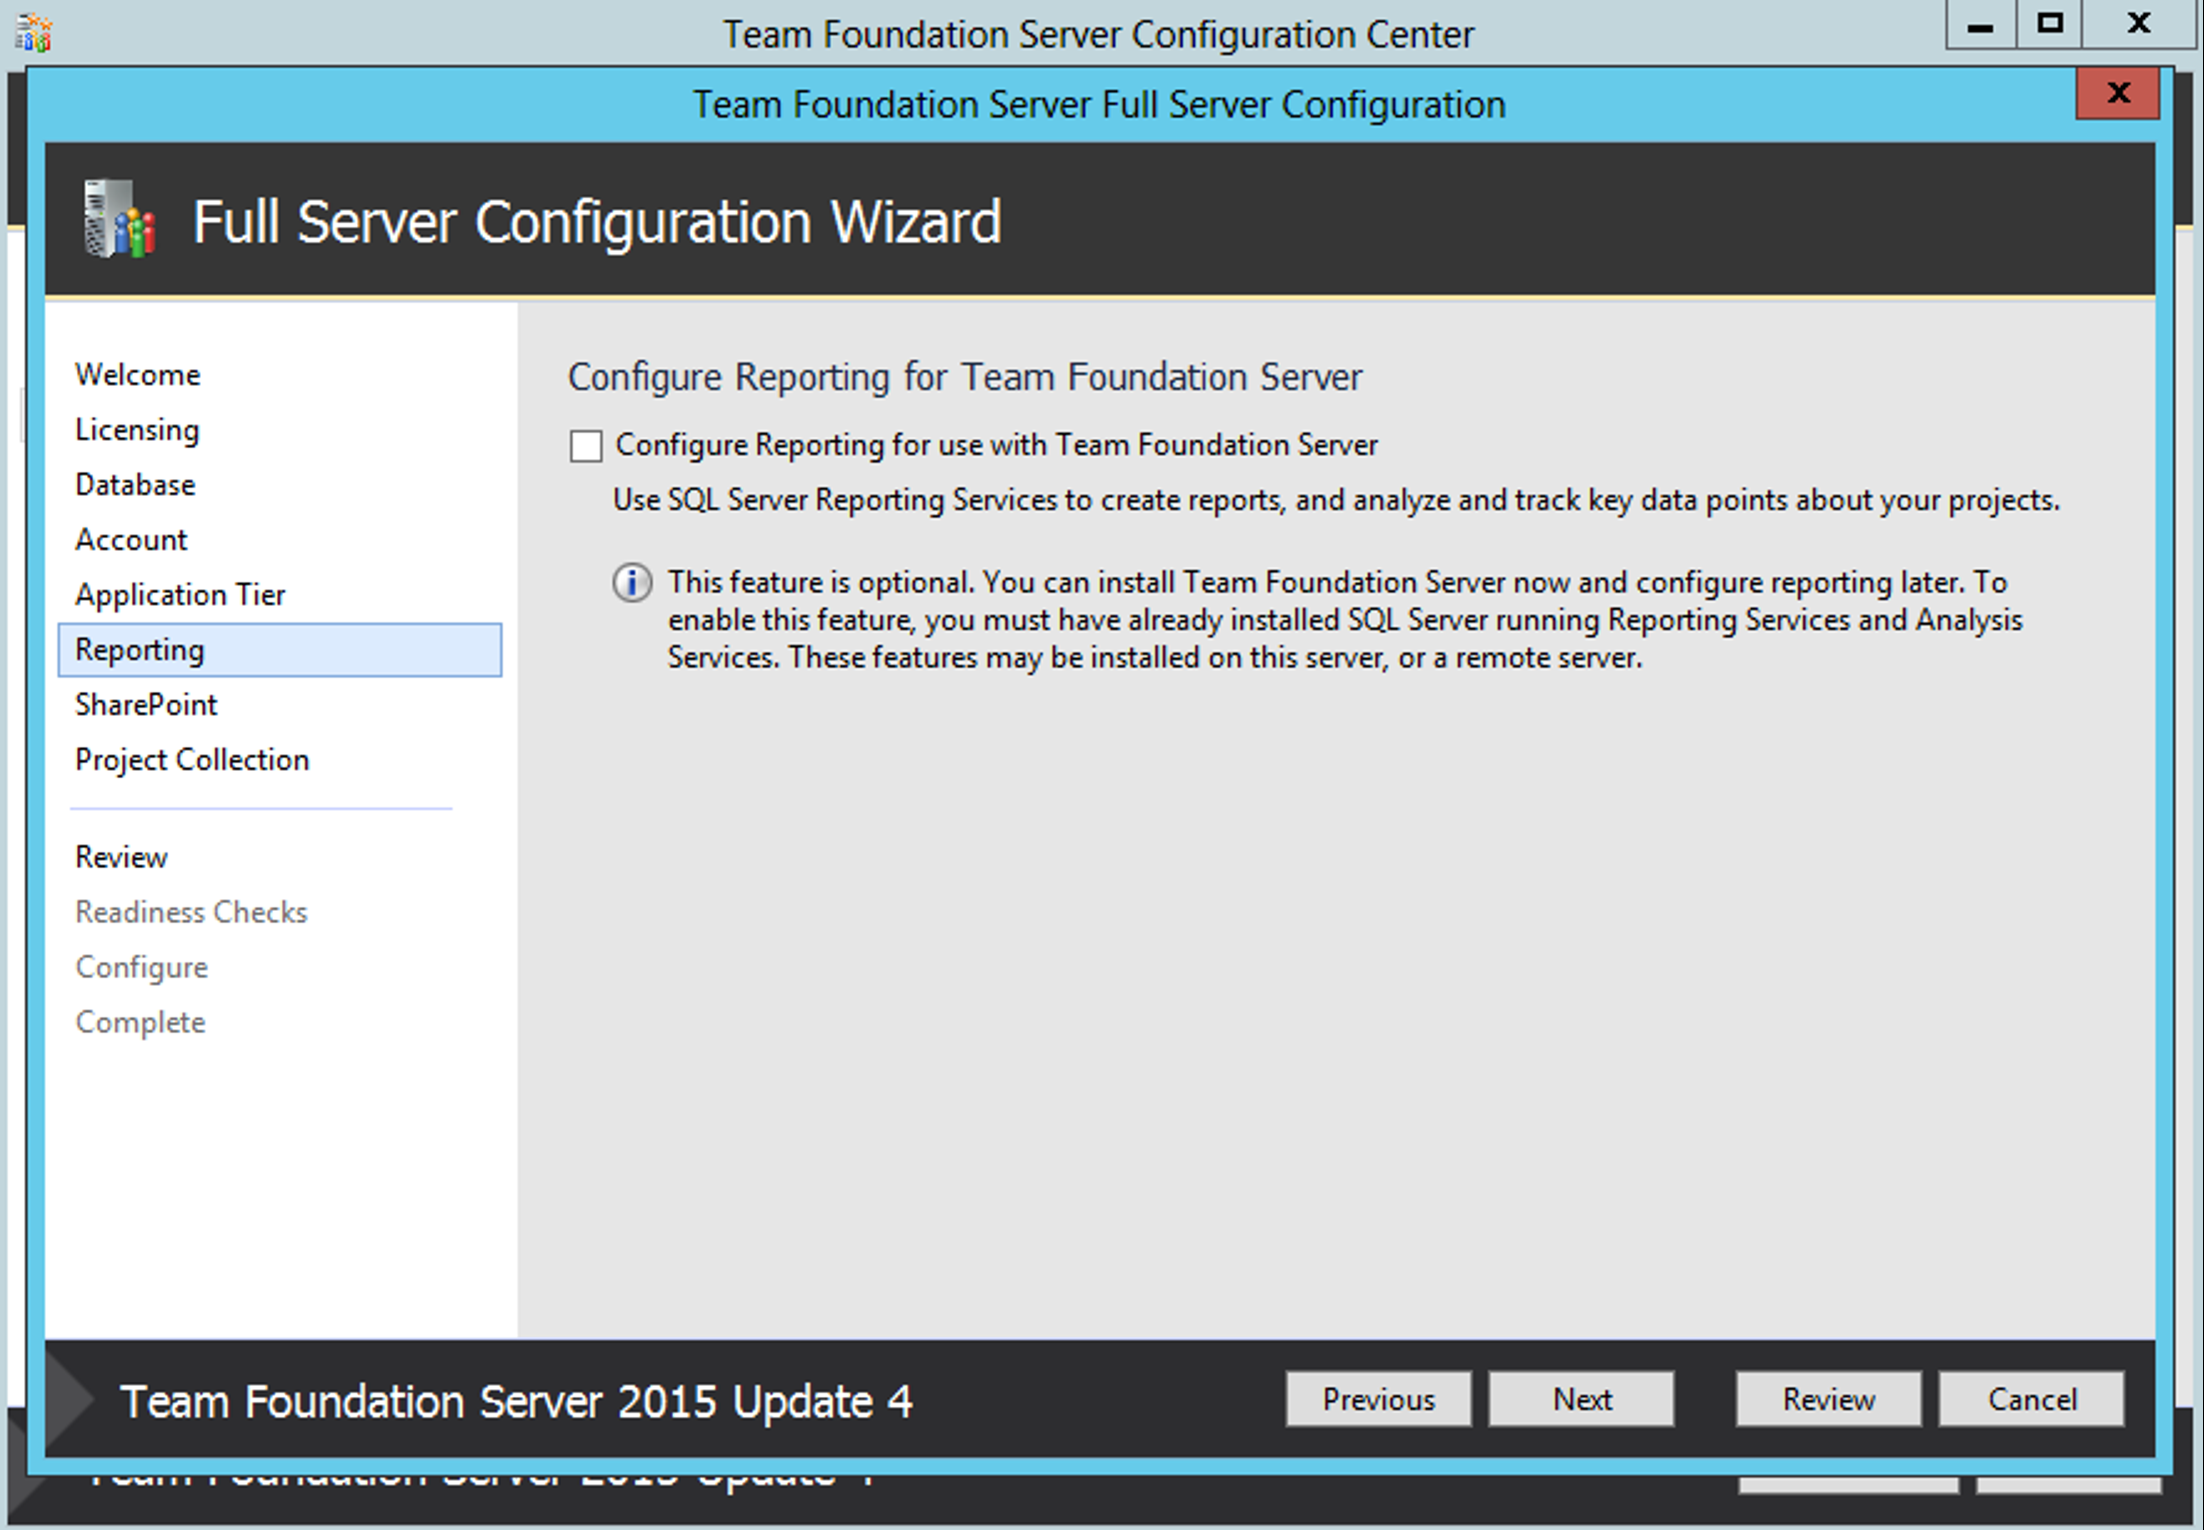 Team Foundation Server Configuration Center
Team Foundation Server Full Server Configuration
Full Server Configuration Wizard
Welcome
Licensing
Database
Account
Application Tier
Reporting
SharePoint
Project Collection
Review
Readiness Checks
Configure
Complete
Configure Reporting for Team Foundation Server
Configure Reporting for use with Team Foundation Server
Use SQL Server Reporting Services to create reports, and analyze and track key data points about your projects.
This feature is optional. You can install Team Foundation Server now and configure reporting later. To
enable this feature, you must have already installed SQL Server running Reporting Services and Analysis
Services. These features may be installed on this server, or a remote server.
Team Foundation Server 2015 Update 4
Previous
Next
Review
Cancel
Team Foundation Server 2015 Update 4